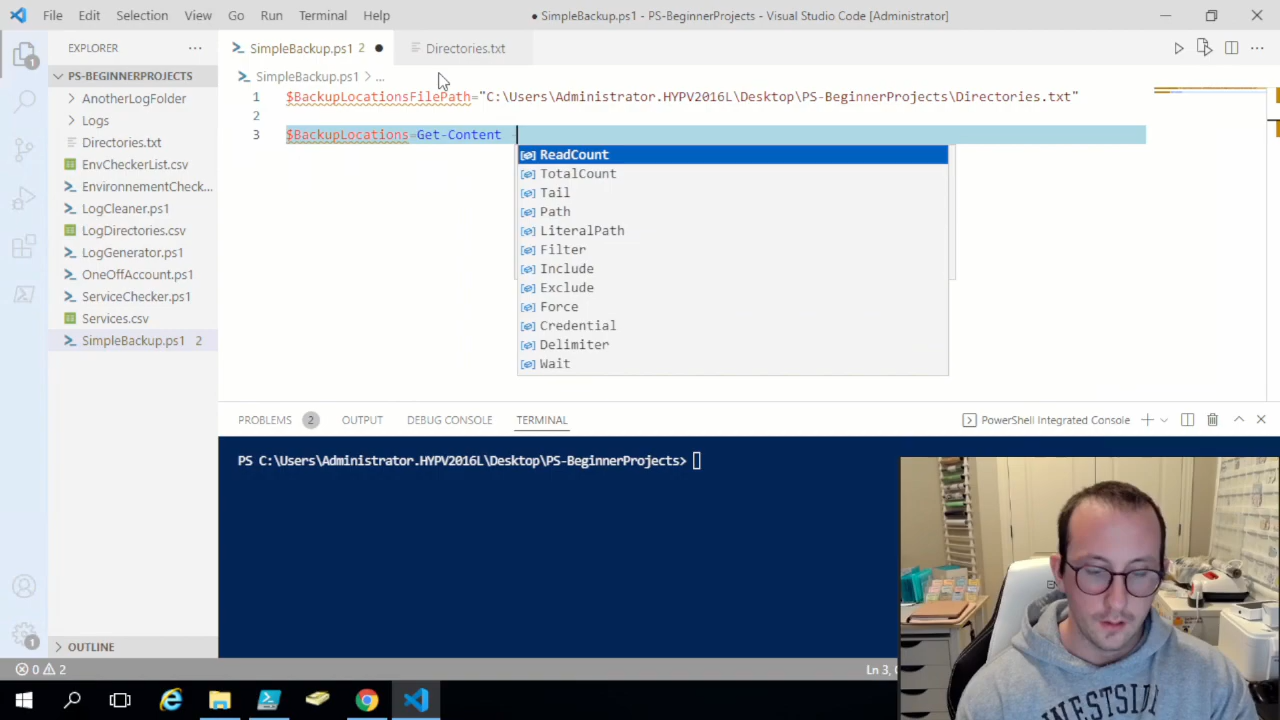 File Edit Selection View Go Run Terminal Help
● SimpleBackup.ps1 - PS-BeginnerProjects - Visual Studio Code [Administrator]
EXPLORER
SimpleBackup.ps1 2
Directories.txt
PS-BEGINNERPROJECTS
SimpleBackup.ps1 > ...
AnotherLogFolder
Logs
Directories.txt
EnvCheckerList.csv
EnvironnementCheck...
LogCleaner.ps1
LogDirectories.csv
LogGenerator.ps1
OneOffAccount.ps1
ServiceChecker.ps1
Services.csv
SimpleBackup.ps1 2
OUTLINE
1 $BackupLocationsFilePath="C:\Users\Administrator.HYPV2016L\Desktop\PS-BeginnerProjects\Directories.txt"
2
3 $BackupLocations=Get-Content -
ReadCount
TotalCount
Tail
Path
LiteralPath
Filter
Include
Exclude
Force
Credential
Delimiter
Wait
PROBLEMS 2 OUTPUT DEBUG CONSOLE TERMINAL
PowerShell Integrated Console
PS C:\Users\Administrator.HYPV2016L\Desktop\PS-BeginnerProjects>
0 2
Ln 3,
1
1